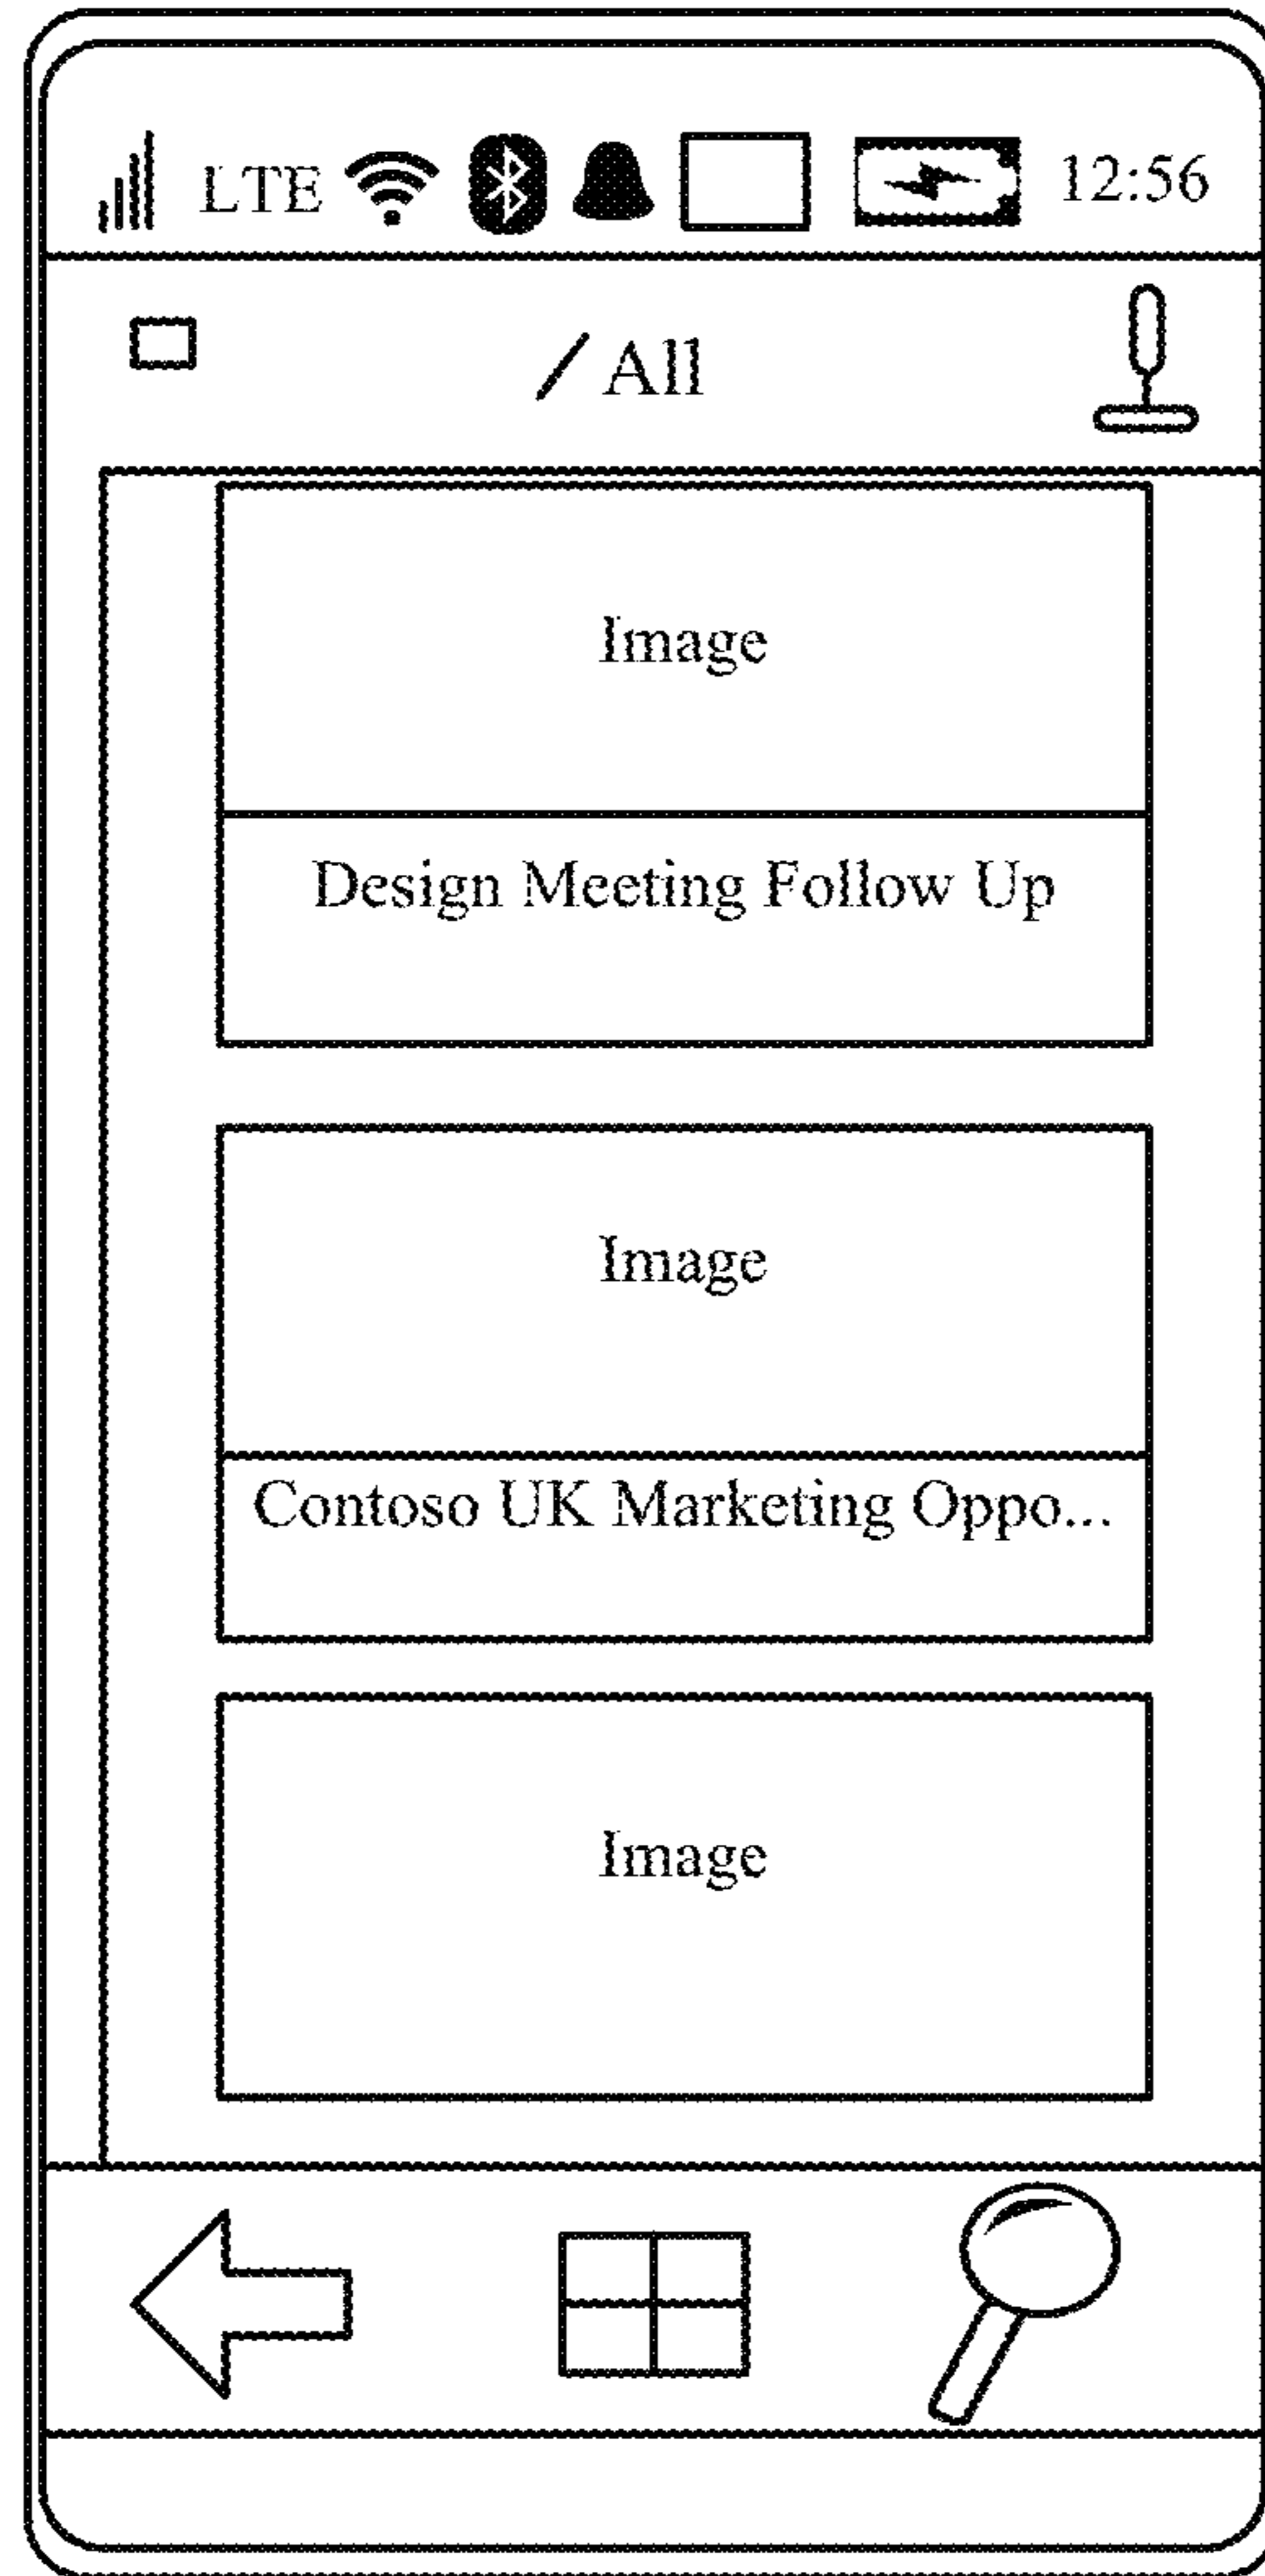 LTE 12:56
/ All
Image
Design Meeting Follow Up
Image
Contoso UK Marketing Oppo...
Image